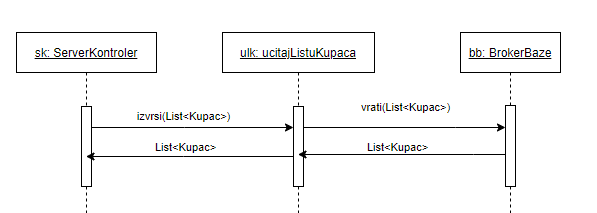 sk: ServerKontroler
ulk: ucitajListuKupaca
bb: BrokerBaze
izvrsi(List<Kupac>)
vrati(List<Kupac>)
List<Kupac>
List<Kupac>